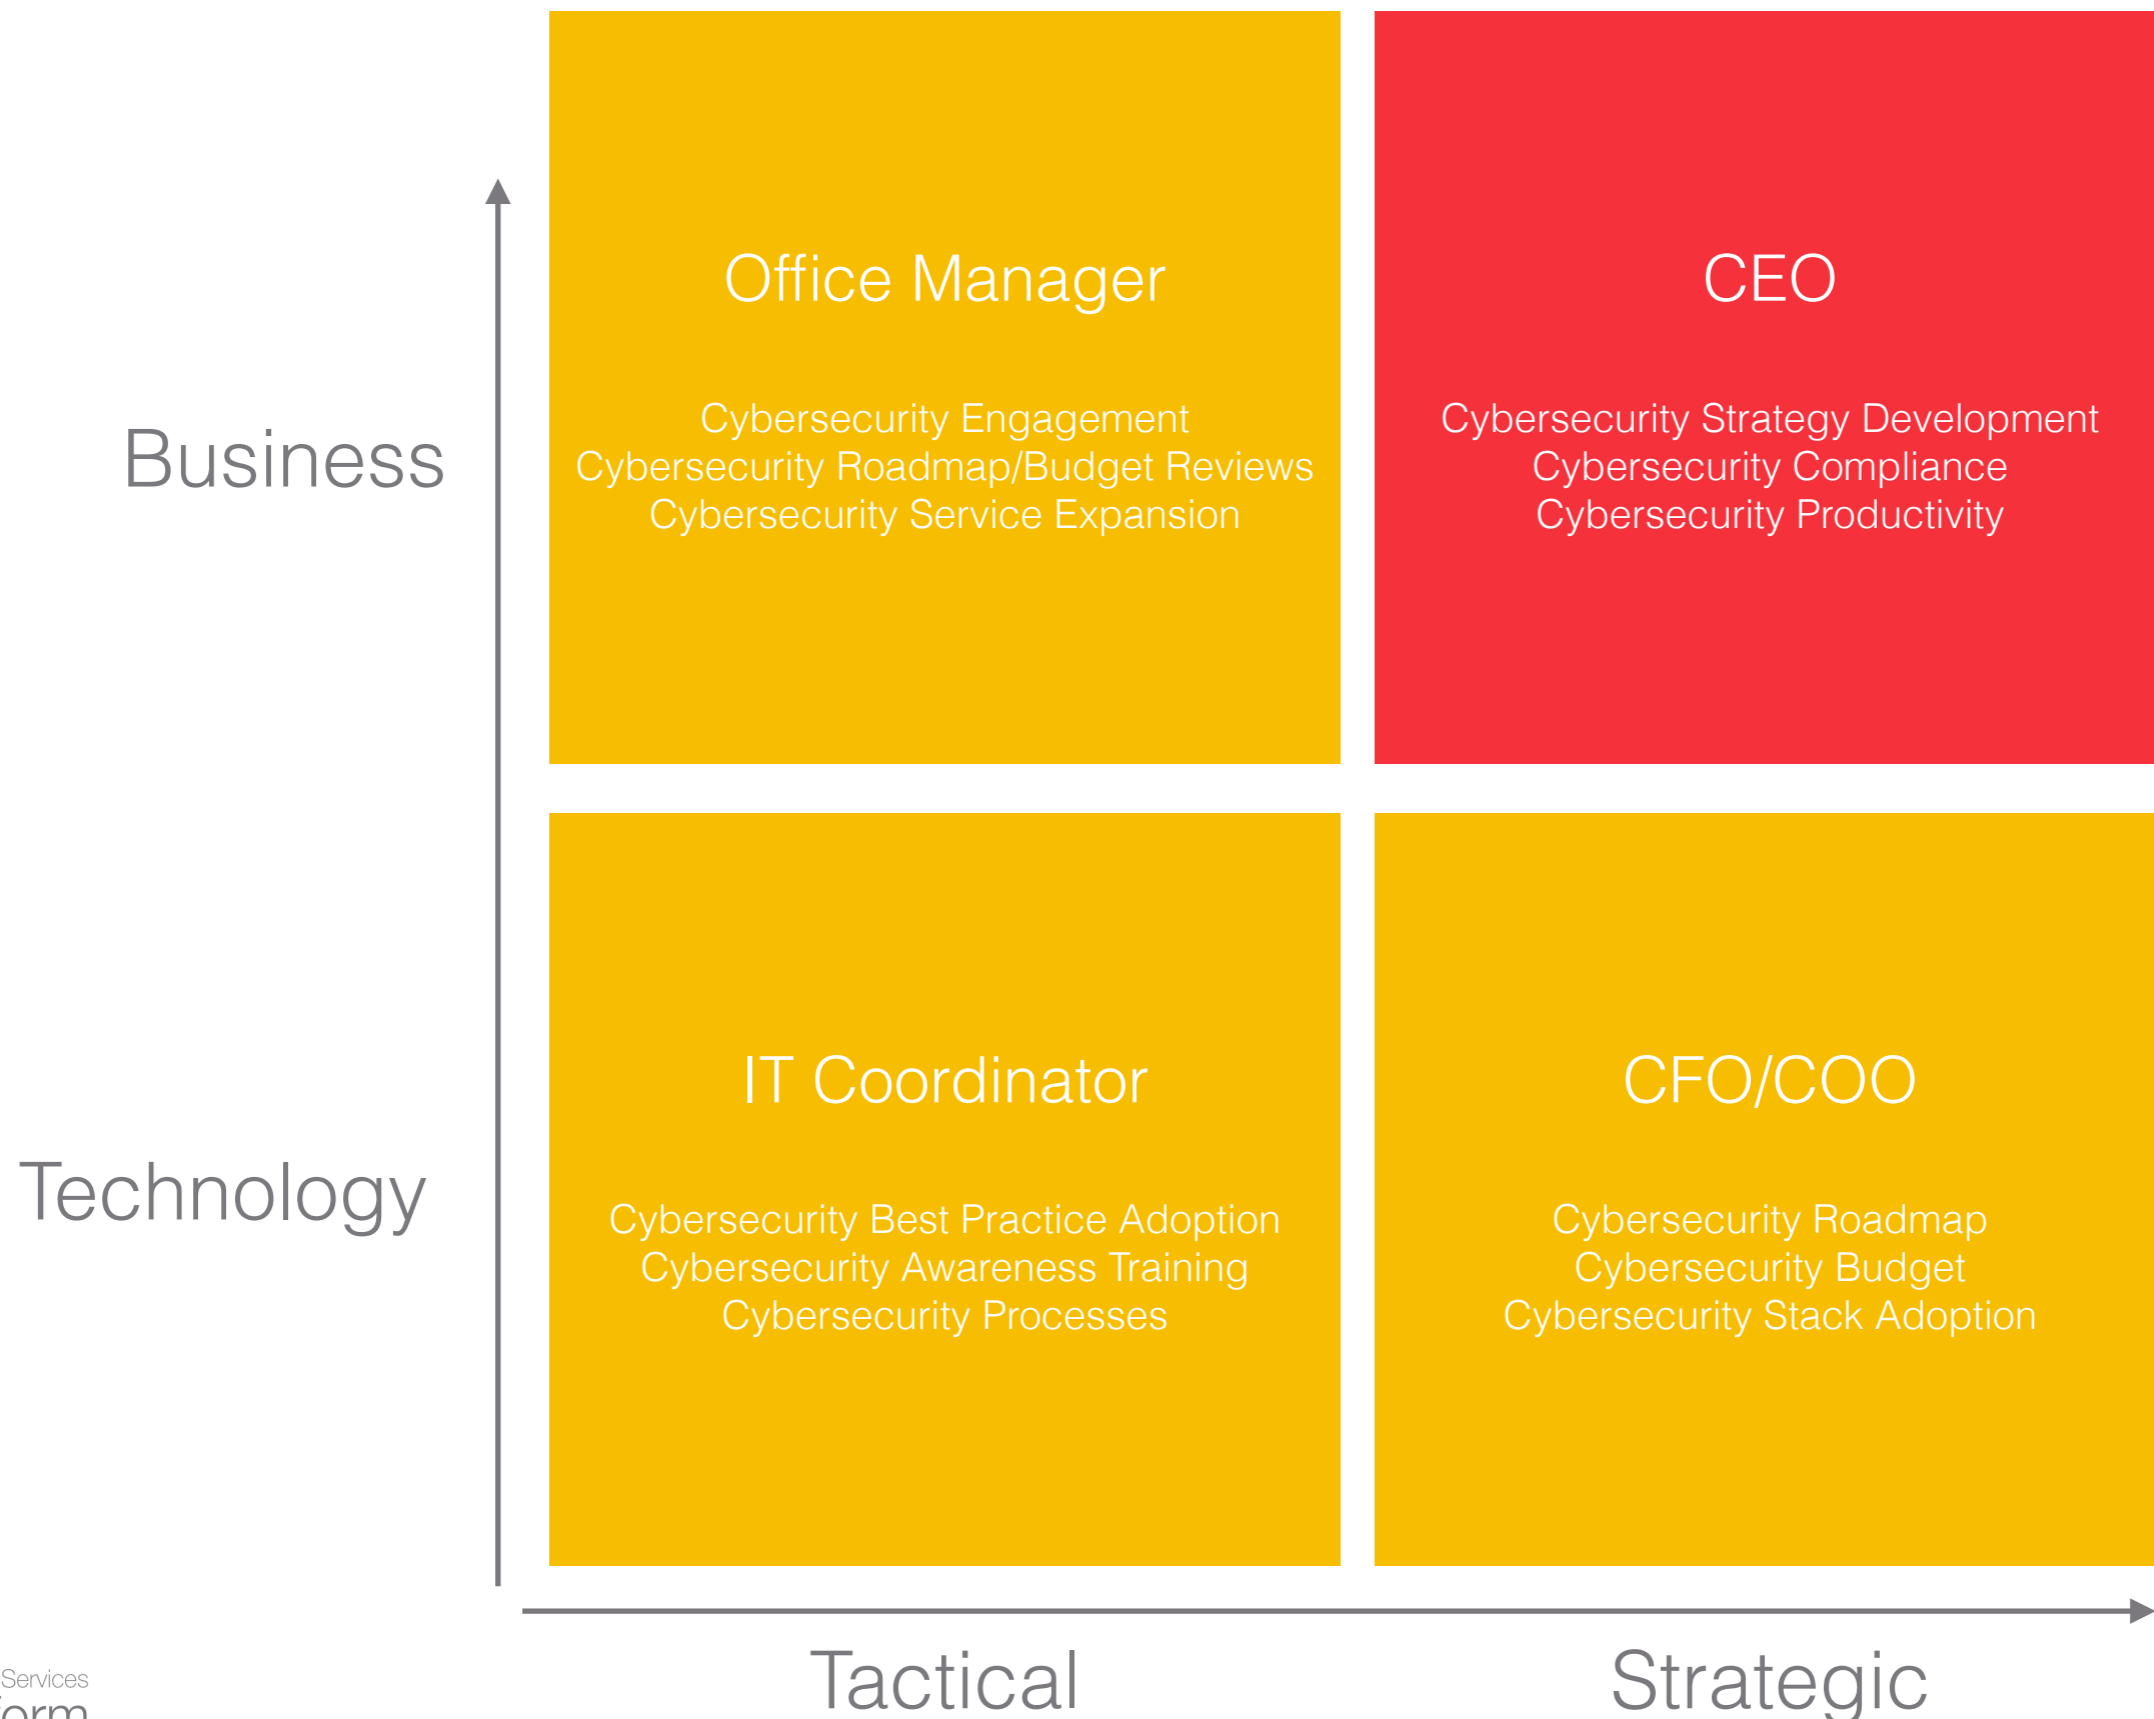 Business
Office Manager
Cybersecurity Engagement
Cybersecurity Roadmap/Budget Reviews
Cybersecurity Service Expansion
CEO
Cybersecurity Strategy Development
Cybersecurity Compliance
Cybersecurity Productivity
Technology
IT Coordinator
Cybersecurity Best Practice Adoption
Cybersecurity Awareness Training
Cybersecurity Processes
CFO/COO
Cybersecurity Roadmap
Cybersecurity Budget
Cybersecurity Stack Adoption
Tactical
Strategic
Services